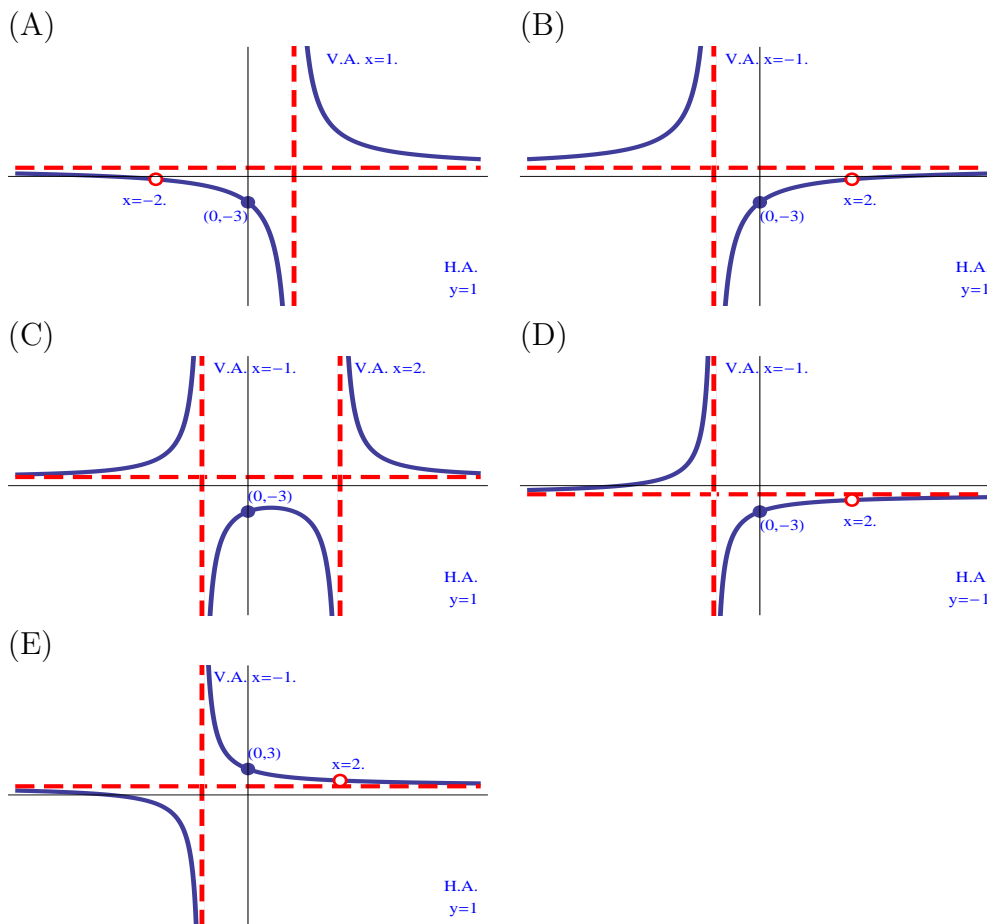 (A)
V.A. x=1.
x=−2.
(0,−3)
H.A.
y=1
(B)
V.A. x=−1.
(0,−3)
x=2.
H.A.
y=1
(C)
V.A. x=−1.
V.A. x=2.
(0,−3)
H.A.
y=1
(D)
V.A. x=−1.
(0,−3)
x=2.
H.A.
y=−1
(E)
V.A. x=−1.
(0,3)
x=2.
H.A.
y=1